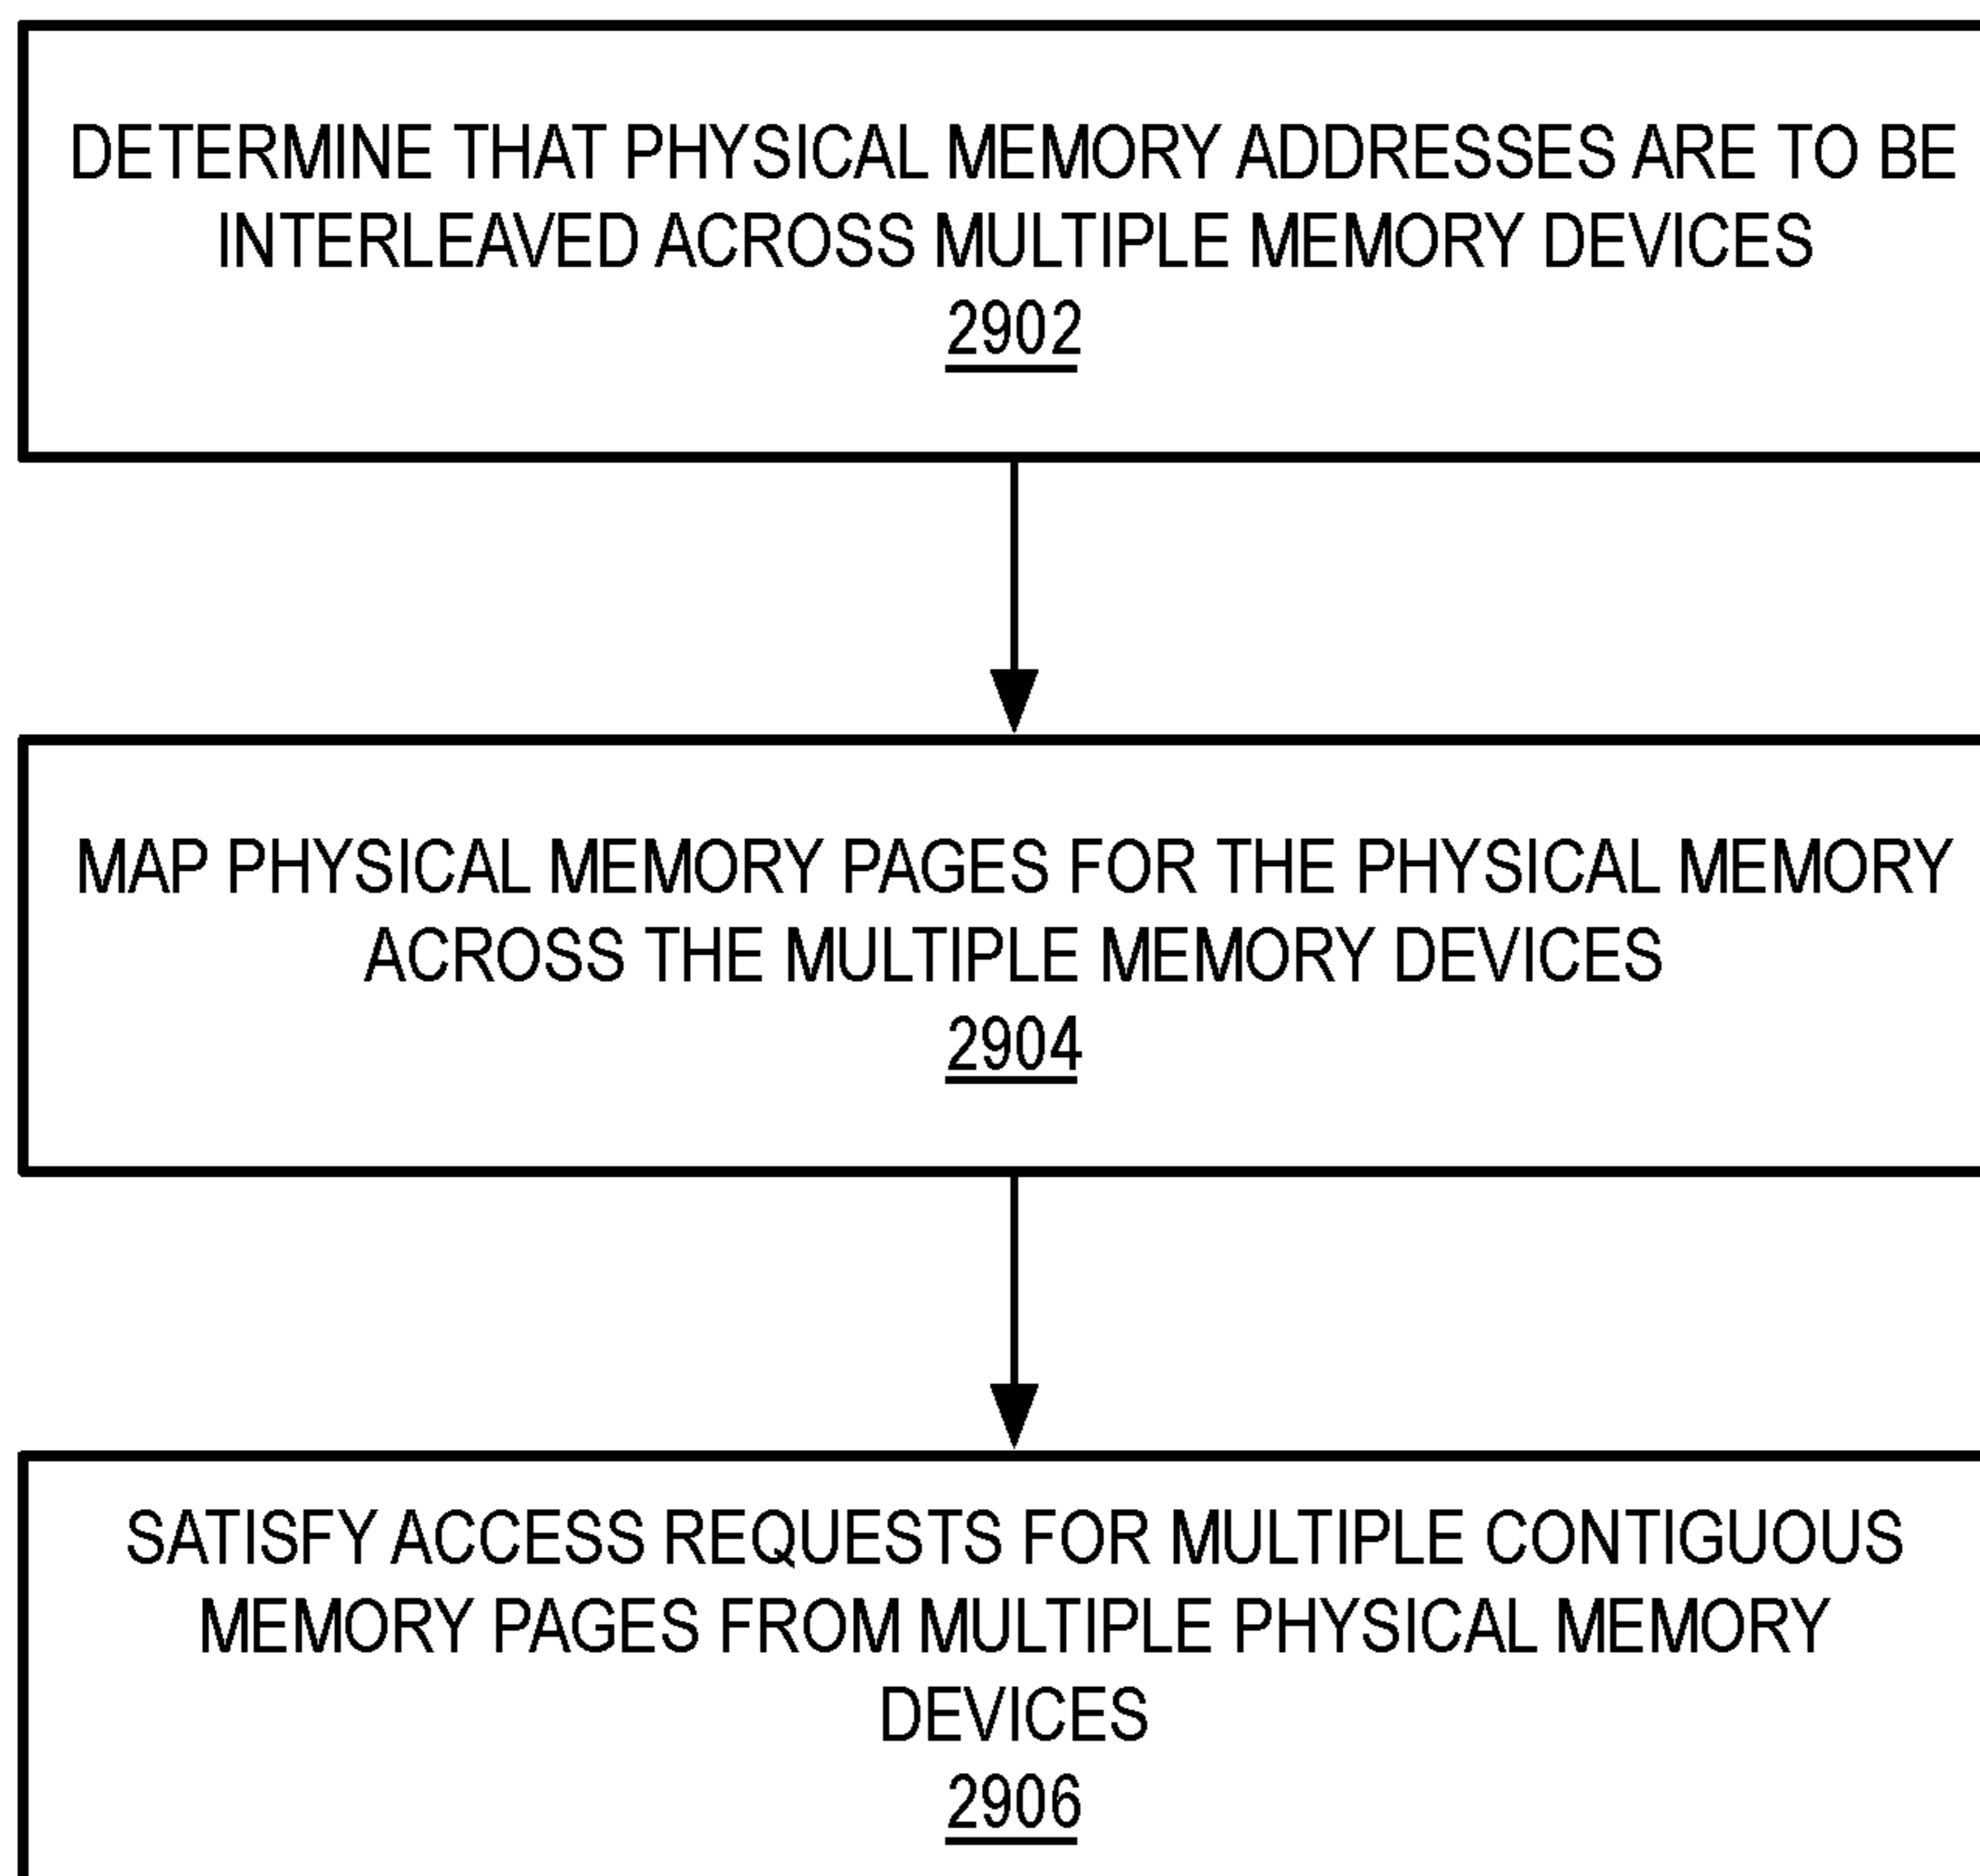 DETERMINE THAT PHYSICAL MEMORY ADDRESSES ARE TO BE
INTERLEAVED ACROSS MULTIPLE MEMORY DEVICES
2902
MAP PHYSICAL MEMORY PAGES FOR THE PHYSICAL MEMORY
ACROSS THE MULTIPLE MEMORY DEVICES
2904
SATISFY ACCESS REQUESTS FOR MULTIPLE CONTIGUOUS
MEMORY PAGES FROM MULTIPLE PHYSICAL MEMORY
DEVICES
2906